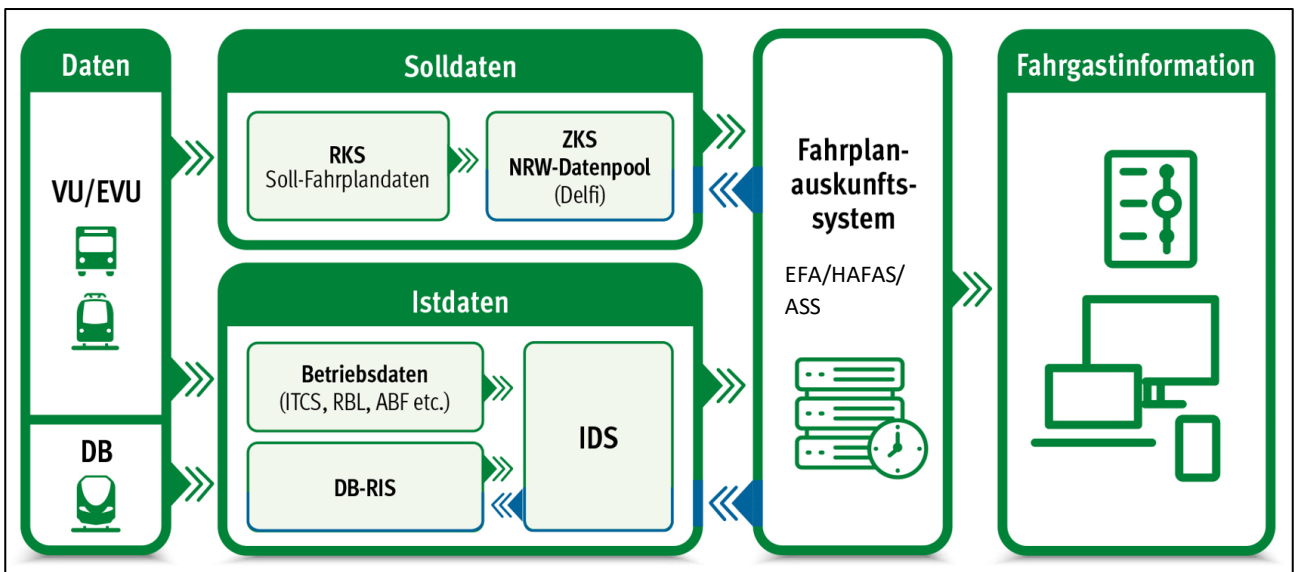 Daten
VU/EVU
DB
Solldaten
RKS
Soll-Fahrplandaten
ZKS
NRW-Datenpool
(Delfi)
Istdaten
Betriebsdaten
(ITCS, RBL, ABF etc.)
DB-RIS
IDS
Fahrplan-
auskunfts-
system
EFA/HAFAS/
ASS
Fahrgastinformation